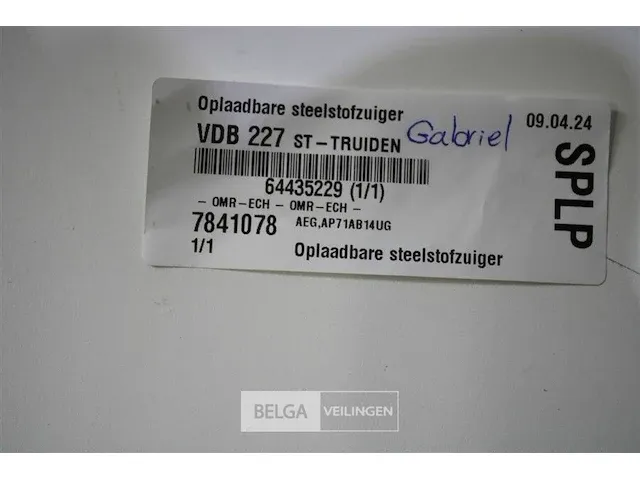 Oplaadbare steelstofzuiger
09.04.24
VDB 227 ST-TRUIDEN Gabriel
SPLP
64435229 (1/1)
- OMR-ECH - OMR-ECH -
7841078 AEG,AP71AB14UG
1/1 Oplaadbare steelstofzuiger
BELGA VEILINGEN